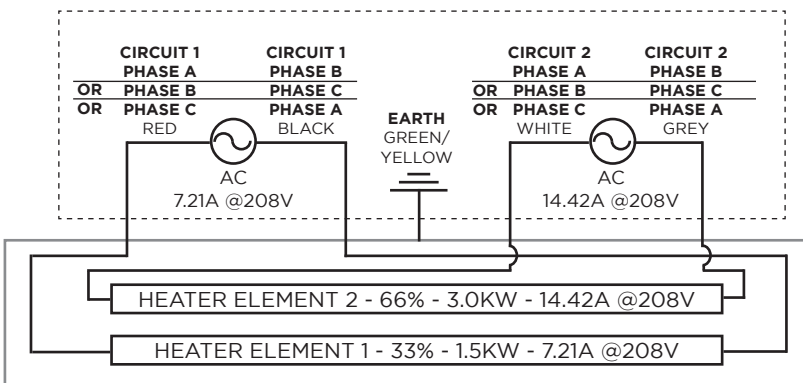 CIRCUIT 1
PHASE A
OR PHASE B
OR PHASE C
RED
CIRCUIT 1
PHASE B
PHASE C
PHASE A
BLACK
AC
7.21A @208V
EARTH
GREEN/
YELLOW
CIRCUIT 2
PHASE A
OR PHASE B
OR PHASE C
WHITE
CIRCUIT 2
PHASE B
PHASE C
PHASE A
GREY
AC
14.42A @208V
HEATER ELEMENT 2 - 66% - 3.0KW - 14.42A @208V
HEATER ELEMENT 1 - 33% - 1.5KW - 7.21A @208V